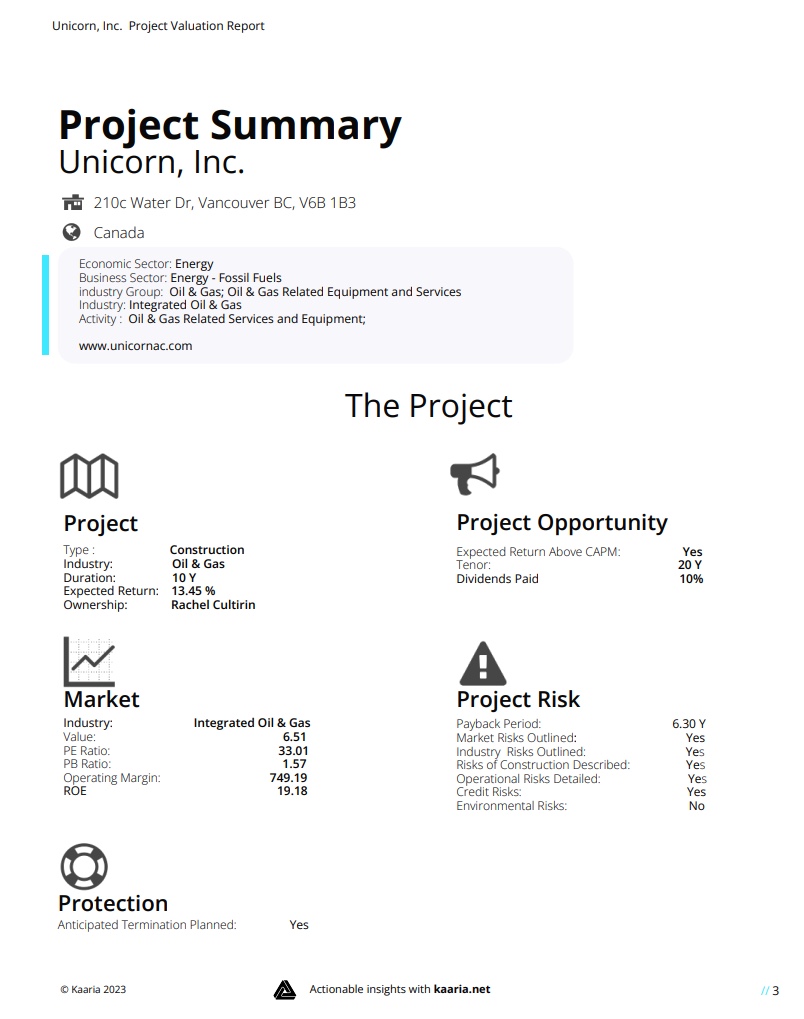 Unicorn, Inc.  Project Valuation Report
Project Summary
Unicorn, Inc.
210c Water Dr, Vancouver BC, V6B 1B3
Canada
Economic Sector: Energy
Business Sector: Energy - Fossil Fuels
industry Group:  Oil & Gas; Oil & Gas Related Equipment and Services
Industry: Integrated Oil & Gas
Activity :  Oil & Gas Related Services and Equipment;
www.unicornac.com
The Project
Project
Type : Construction
Industry: Oil & Gas
Duration: 10 Y
Expected Return: 13.45 %
Ownership: Rachel Cultirin
Project Opportunity
Expected Return Above CAPM: Yes
Tenor: 20 Y
Dividends Paid 10%
Market
Industry: Integrated Oil & Gas
Value: 6.51
PE Ratio: 33.01
PB Ratio: 1.57
Operating Margin: 749.19
ROE 19.18
Project Risk
Payback Period: 6.30 Y
Market Risks Outlined: Yes
Industry  Risks Outlined: Yes
Risks of Construction Described: Yes
Operational Risks Detailed: Yes
Credit Risks: Yes
Environmental Risks: No
Protection
Anticipated Termination Planned: Yes
© Kaaria 2023
Actionable insights with kaaria.net
// 3